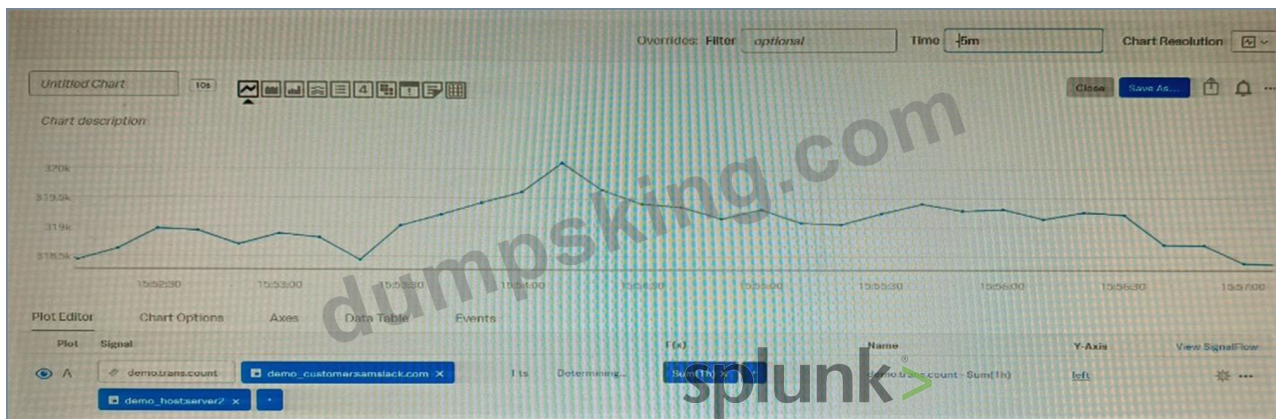 Overrides: Filter optional Time -5m Chart Resolution
Untitled Chart 10s 4 Close Save As...
Chart description
320k
319.5k
319k
318.5k
15:52:30 15:53:00 15:53:30 15:54:00 15:54:30 15:55:00 15:55:30 15:56:00 15:56:30 15:57:00
dumpsking.com
Plot Editor Chart Options Axes Data Table Events
Plot Signal F(x) Name Y-Axis View SignalFlow
A demo.trans.count demo_customer:samslack.com 1 ts Determining... Sum(1h) demo.trans.count - Sum(1h) left
demo_host:server2
splunk>